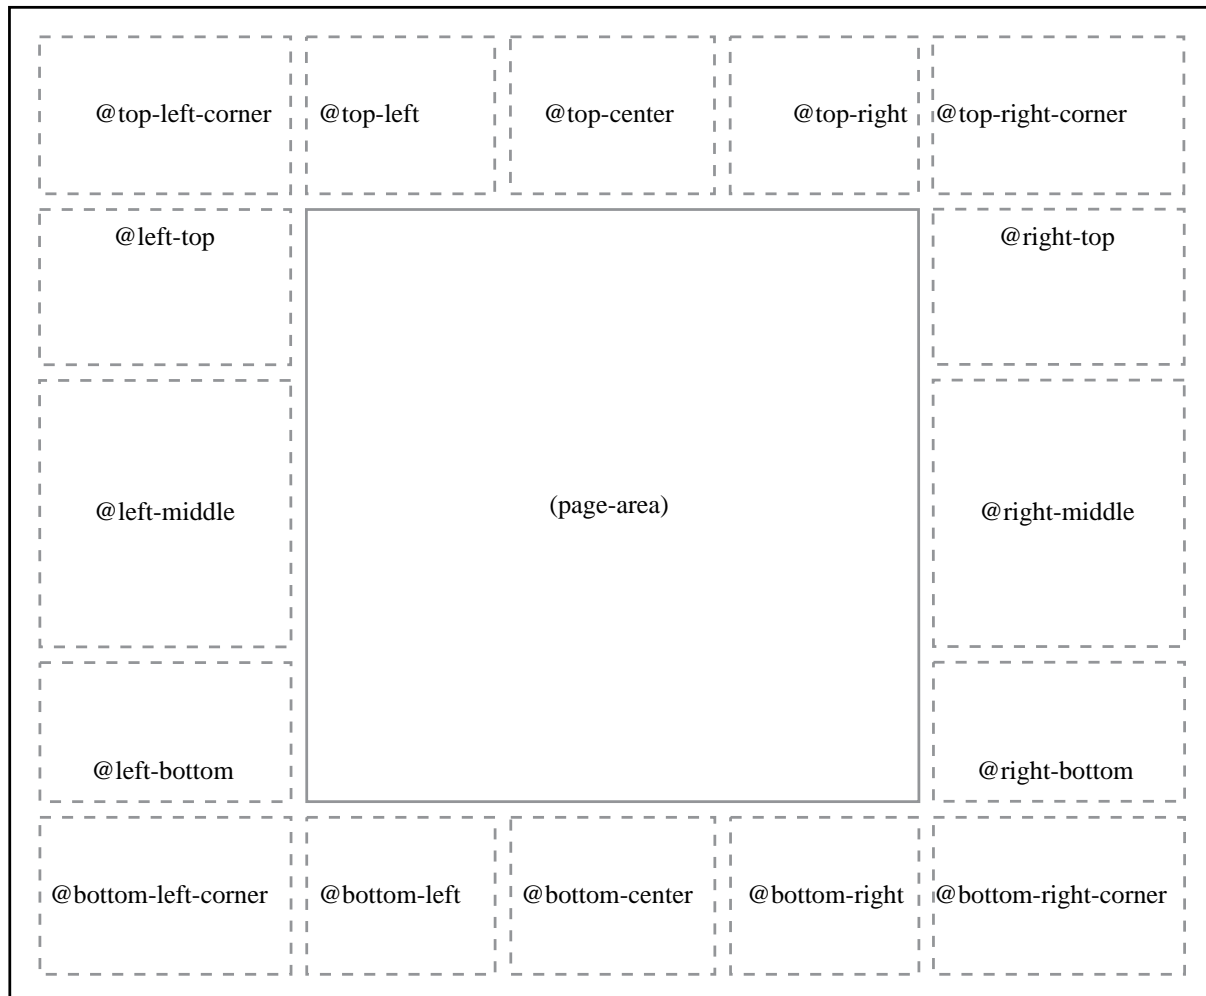 @top-left-corner @top-left @top-center @top-right @top-right-corner
@left-top @right-top
@left-middle (page-area) @right-middle
@left-bottom @right-bottom
@bottom-left-corner @bottom-left @bottom-center @bottom-right @bottom-right-corner